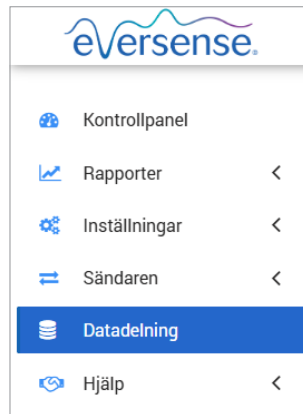 eversense.
Kontrollpanel
Rapporter
Inställningar
Sändaren
Datadelning
Hjälp